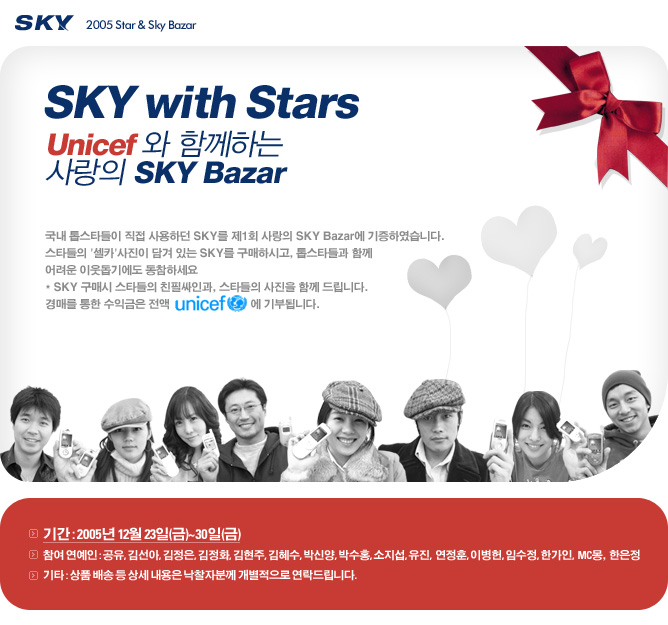 SKY 2005 Star & Sky Bazar
SKY with Stars
Unicef 와 함께하는
사랑의 SKY Bazar
국내 톱스타들이 직접 사용하던 SKY를 제1회 사랑의 SKY Bazar에 기증하였습니다.
스타들의 '셀카'사진이 담겨 있는 SKY를 구매하시고, 톱스타들과 함께
어려운 이웃돕기에도 동참하세요
* SKY 구매시 스타들의 친필싸인과, 스타들의 사진을 함께 드립니다.
경매를 통한 수익금은 전액 unicef 에 기부됩니다.
기간 : 2005년 12월 23일(금)~30일(금)
참여 연예인 : 공유, 김선아, 김정은, 김정화, 김현주, 김혜수, 박신양, 박수홍, 소지섭, 유진, 연정훈, 이병헌, 임수정, 한가인, MC몽, 한은정
기타 : 상품 배송 등 상세 내용은 낙찰자분께 개별적으로 연락드립니다.